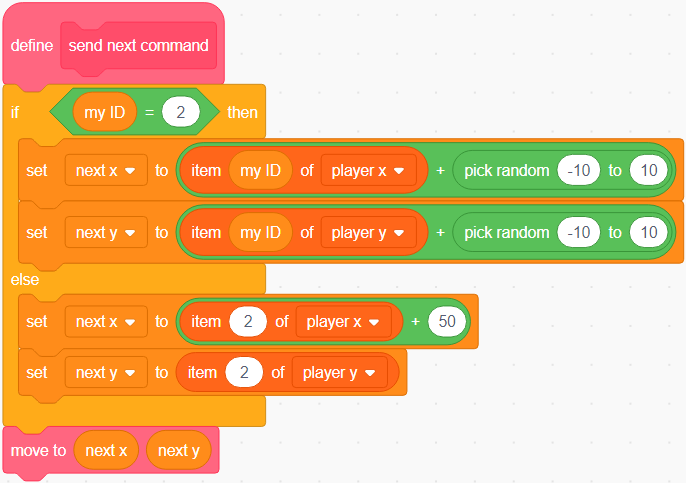 define send next command
if my ID = 2 then
set next x to item my ID of player x + pick random -10 to 10
set next y to item my ID of player y + pick random -10 to 10
else
set next x to item 2 of player x + 50
set next y to item 2 of player y
move to next x next y